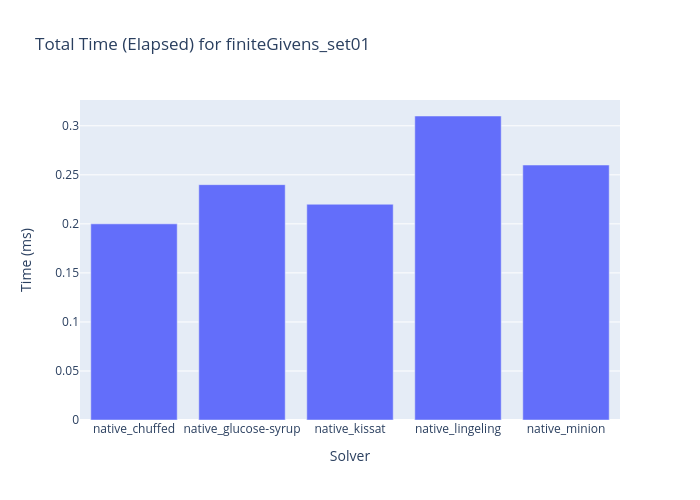 Total Time (Elapsed) for finiteGivens_set01
0.3
0.25
0.2
0.15
0.1
0.05
0
Time (ms)
native_chuffed native_glucose-syrup native_kissat native_lingeling native_minion
Solver